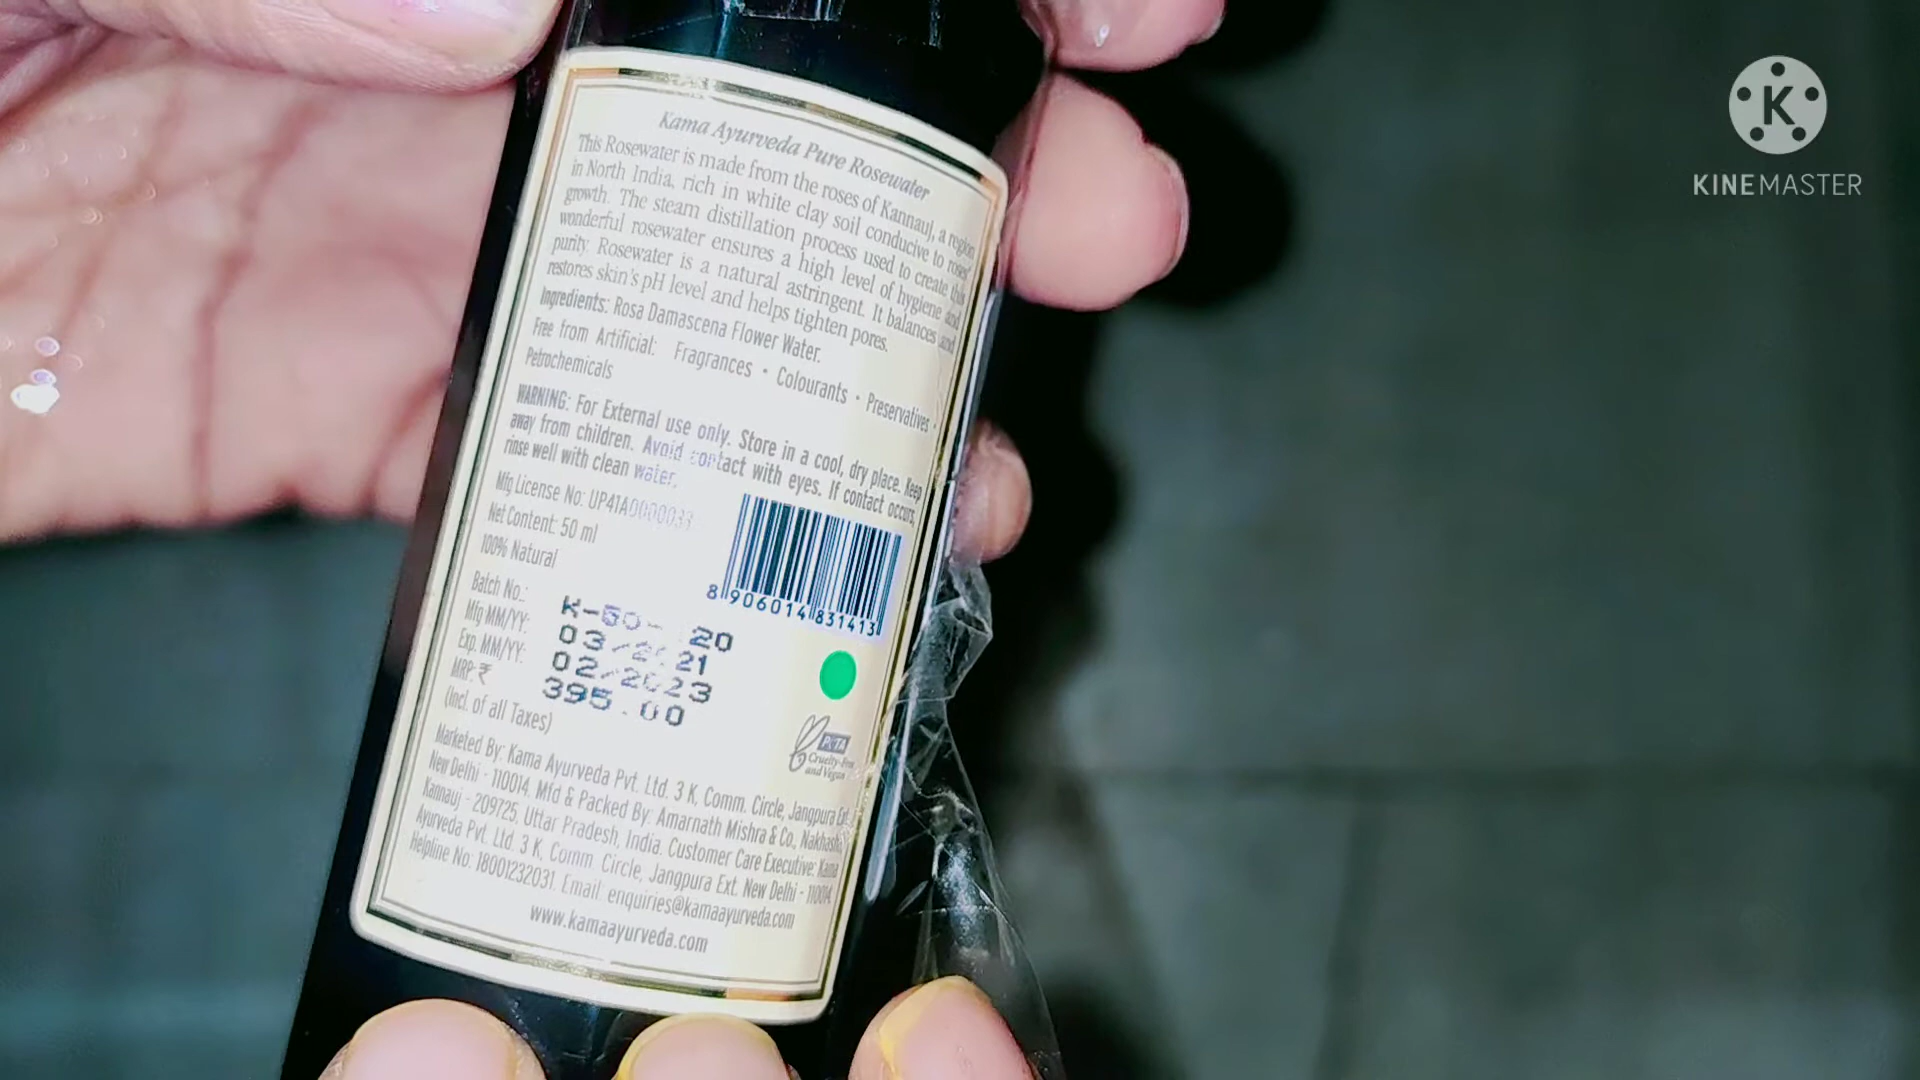 Kama Ayurveda Pure Rosewater
This Rosewater is made from the roses of Kannauj, a region
in North India, rich in white clay soil conducive to roses'
growth. The steam distillation process used to create this
wonderful rosewater ensures a high level of hygiene and
purity. Rosewater is a natural astringent. It balances and
restores skin's pH level and helps tighten pores.
Ingredients: Rosa Damascena Flower Water.
Free from Artificial: Fragrances • Colourants • Preservatives •
Petrochemicals
WARNING: For External use only. Store in a cool, dry place. Keep
away from children. Avoid contact with eyes. If contact occurs,
rinse well with clean water.
Mfg License No: UP41A0000033
Net Content: 50 ml
100% Natural
8 906014 831413
Batch No.:
Mfg MM/YY: 03/2021
Exp. MM/YY: 02/2023
MRP: ₹ 395.00
(Incl. of all Taxes)
PETA
Cruelty-Free
and Vegan
Marketed By: Kama Ayurveda Pvt. Ltd. 3 K, Comm. Circle, Jangpura Ext.
New Delhi - 110014. Mfd & Packed By: Amarnath Mishra & Co., Nakhasha,
Kannauj - 209725, Uttar Pradesh, India. Customer Care Executive: Kama
Ayurveda Pvt. Ltd. 3 K, Comm. Circle, Jangpura Ext. New Delhi - 110014
Helpline No: 18001232031. Email: enquiries@kamaayurveda.com
www.kamaayurveda.com
K
KINEMASTER